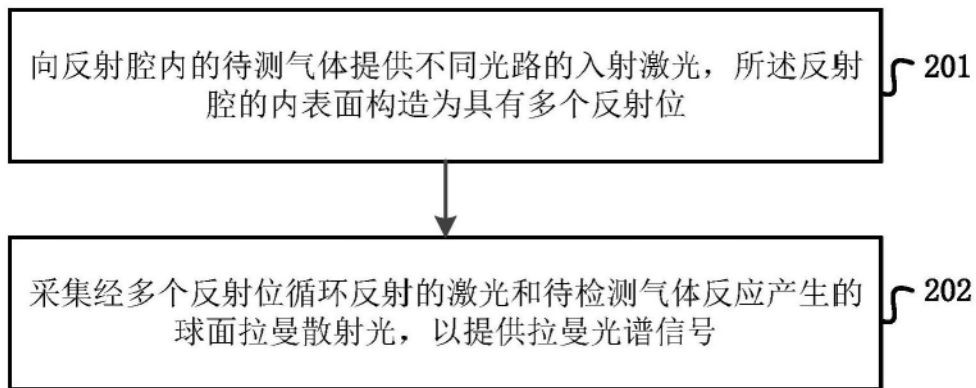 向反射腔内的待测气体提供不同光路的入射激光，所述反射
腔的内表面构造为具有多个反射位
201
采集经多个反射位循环反射的激光和待检测气体反应产生的
球面拉曼散射光，以提供拉曼光谱信号
202